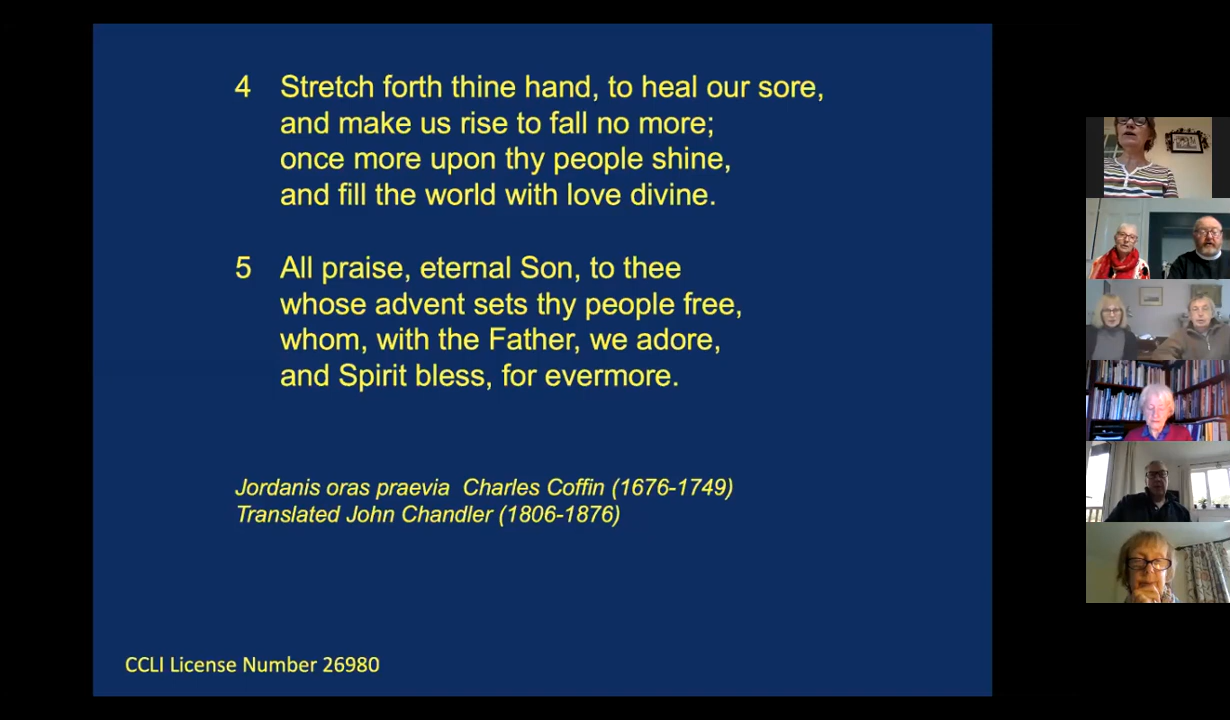 4 Stretch forth thine hand, to heal our sore,
and make us rise to fall no more;
once more upon thy people shine,
and fill the world with love divine.
5 All praise, eternal Son, to thee
whose advent sets thy people free,
whom, with the Father, we adore,
and Spirit bless, for evermore.
Jordanis oras praevia Charles Coffin (1676-1749)
Translated John Chandler (1806-1876)
CCLI License Number 26980